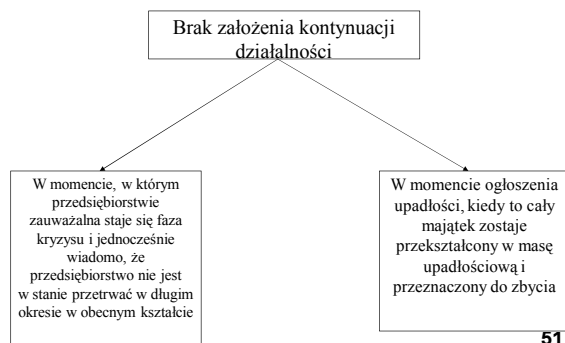 Brak założenia kontynuacji
działalności
W momencie, w którym
przedsiębiorstwie
zauważalna staje się faza
kryzysu i jednocześnie
wiadomo, że
przedsiębiorstwo nie jest
w stanie przetrwać w długim
okresie w obecnym kształcie
W momencie ogłoszenia
upadłości, kiedy to cały
majątek zostaje
przekształcony w masę
upadłościową i
przeznaczony do zbycia
51